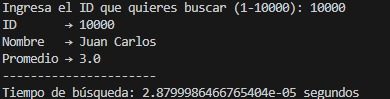 Ingresa el ID que quieres buscar (1-10000): 10000
ID       → 10000
Nombre   → Juan Carlos
Promedio → 3.0
----------------------
Tiempo de búsqueda: 2.8799986466765404e-05 segundos